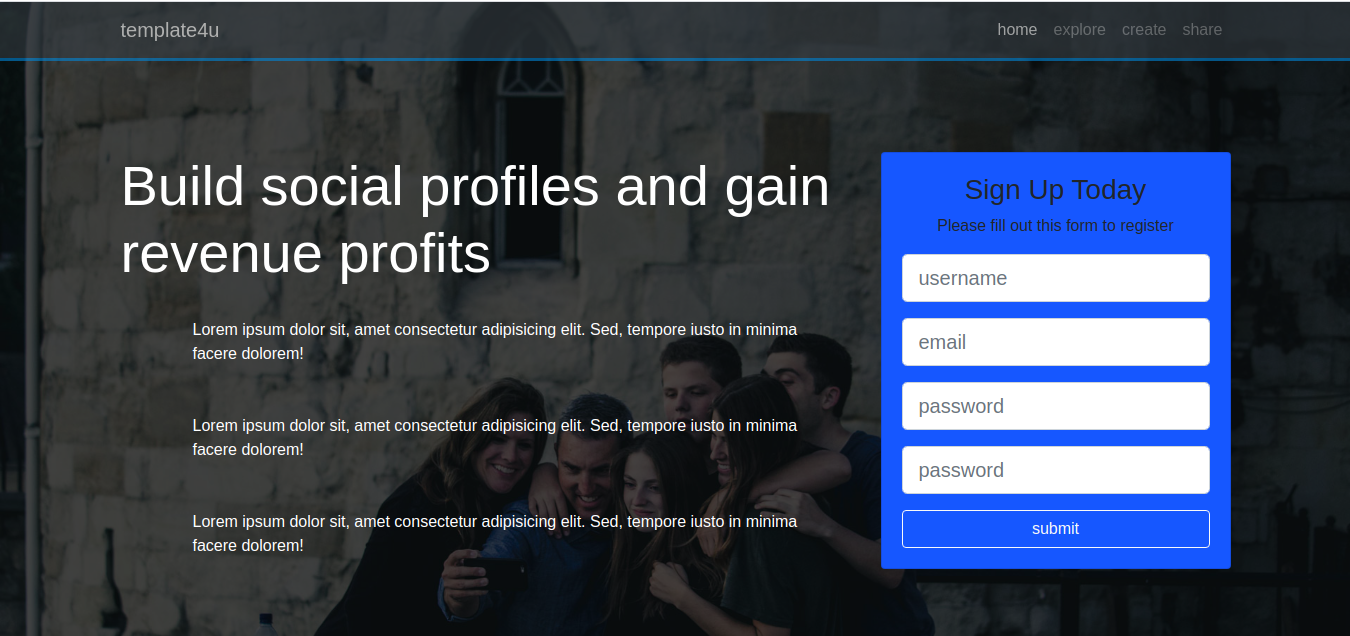 template4u
home explore create share
Build social profiles and gain
revenue profits
Lorem ipsum dolor sit, amet consectetur adipisicing elit. Sed, tempore iusto in minima
facere dolorem!
Lorem ipsum dolor sit, amet consectetur adipisicing elit. Sed, tempore iusto in minima
facere dolorem!
Lorem ipsum dolor sit, amet consectetur adipisicing elit. Sed, tempore iusto in minima
facere dolorem!
Sign Up Today
Please fill out this form to register
username
email
password
password
submit